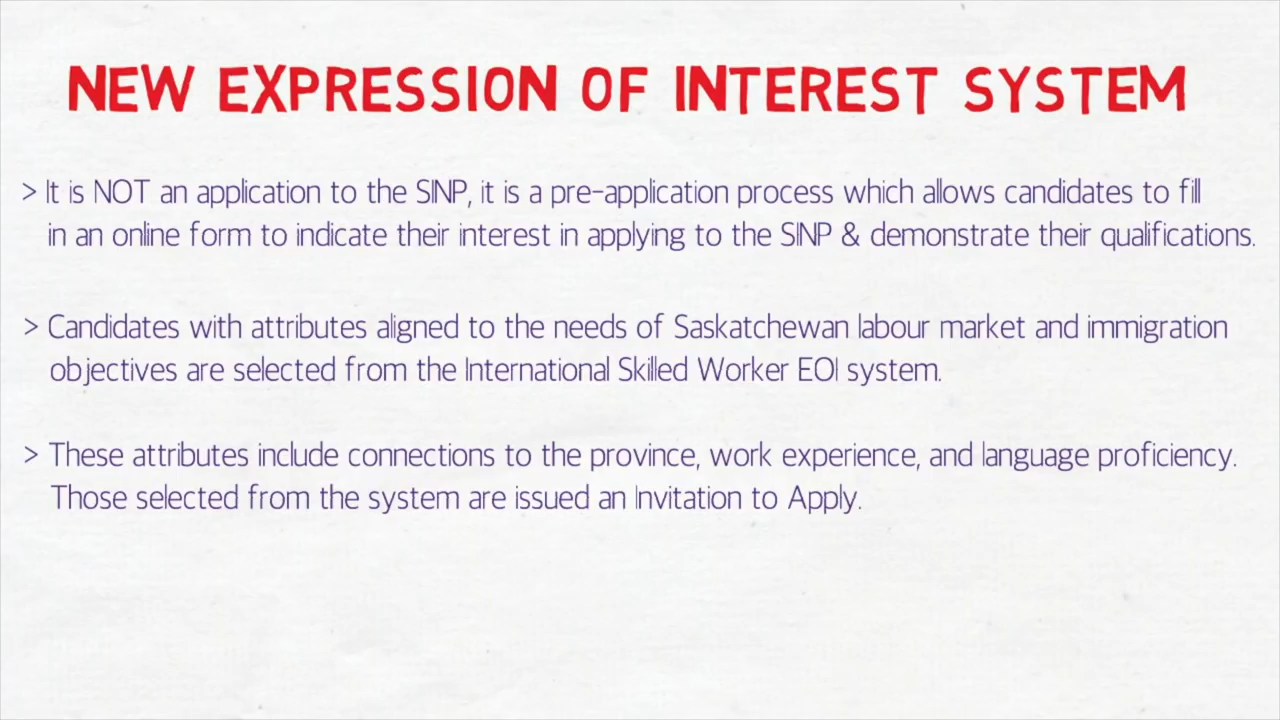 NEW EXPRESSION OF INTEREST SYSTEM
> It is NOT an application to the SINP, it is a pre-application process which allows candidates to fill
in an online form to indicate their interest in applying to the SINP & demonstrate their qualifications.
> Candidates with attributes aligned to the needs of Saskatchewan labour market and immigration
objectives are selected from the International Skilled Worker EOI system.
> These attributes include connections to the province, work experience, and language proficiency.
Those selected from the system are issued an Invitation to Apply.